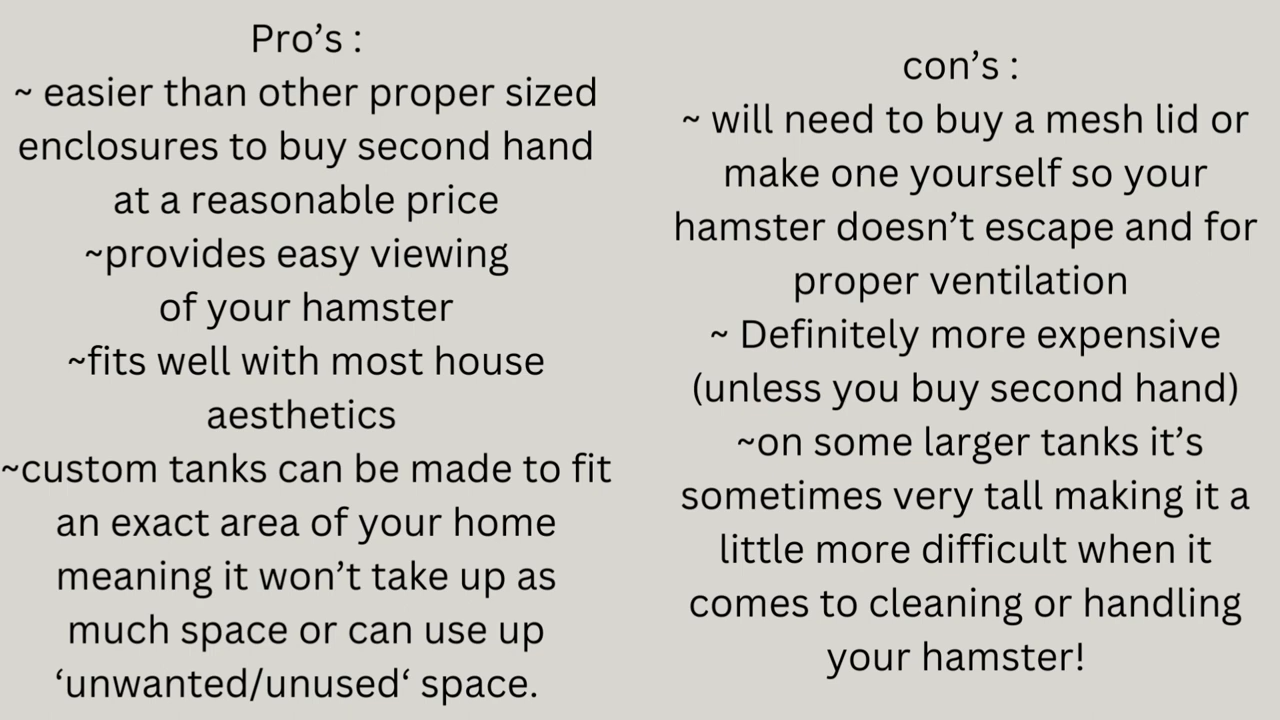 Pro’s :
~ easier than other proper sized
enclosures to buy second hand
at a reasonable price
~provides easy viewing
of your hamster
~fits well with most house
aesthetics
~custom tanks can be made to fit
an exact area of your home
meaning it won’t take up as
much space or can use up
‘unwanted/unused‘ space.
con’s :
~ will need to buy a mesh lid or
make one yourself so your
hamster doesn’t escape and for
proper ventilation
~ Definitely more expensive
(unless you buy second hand)
~on some larger tanks it’s
sometimes very tall making it a
little more difficult when it
comes to cleaning or handling
your hamster!